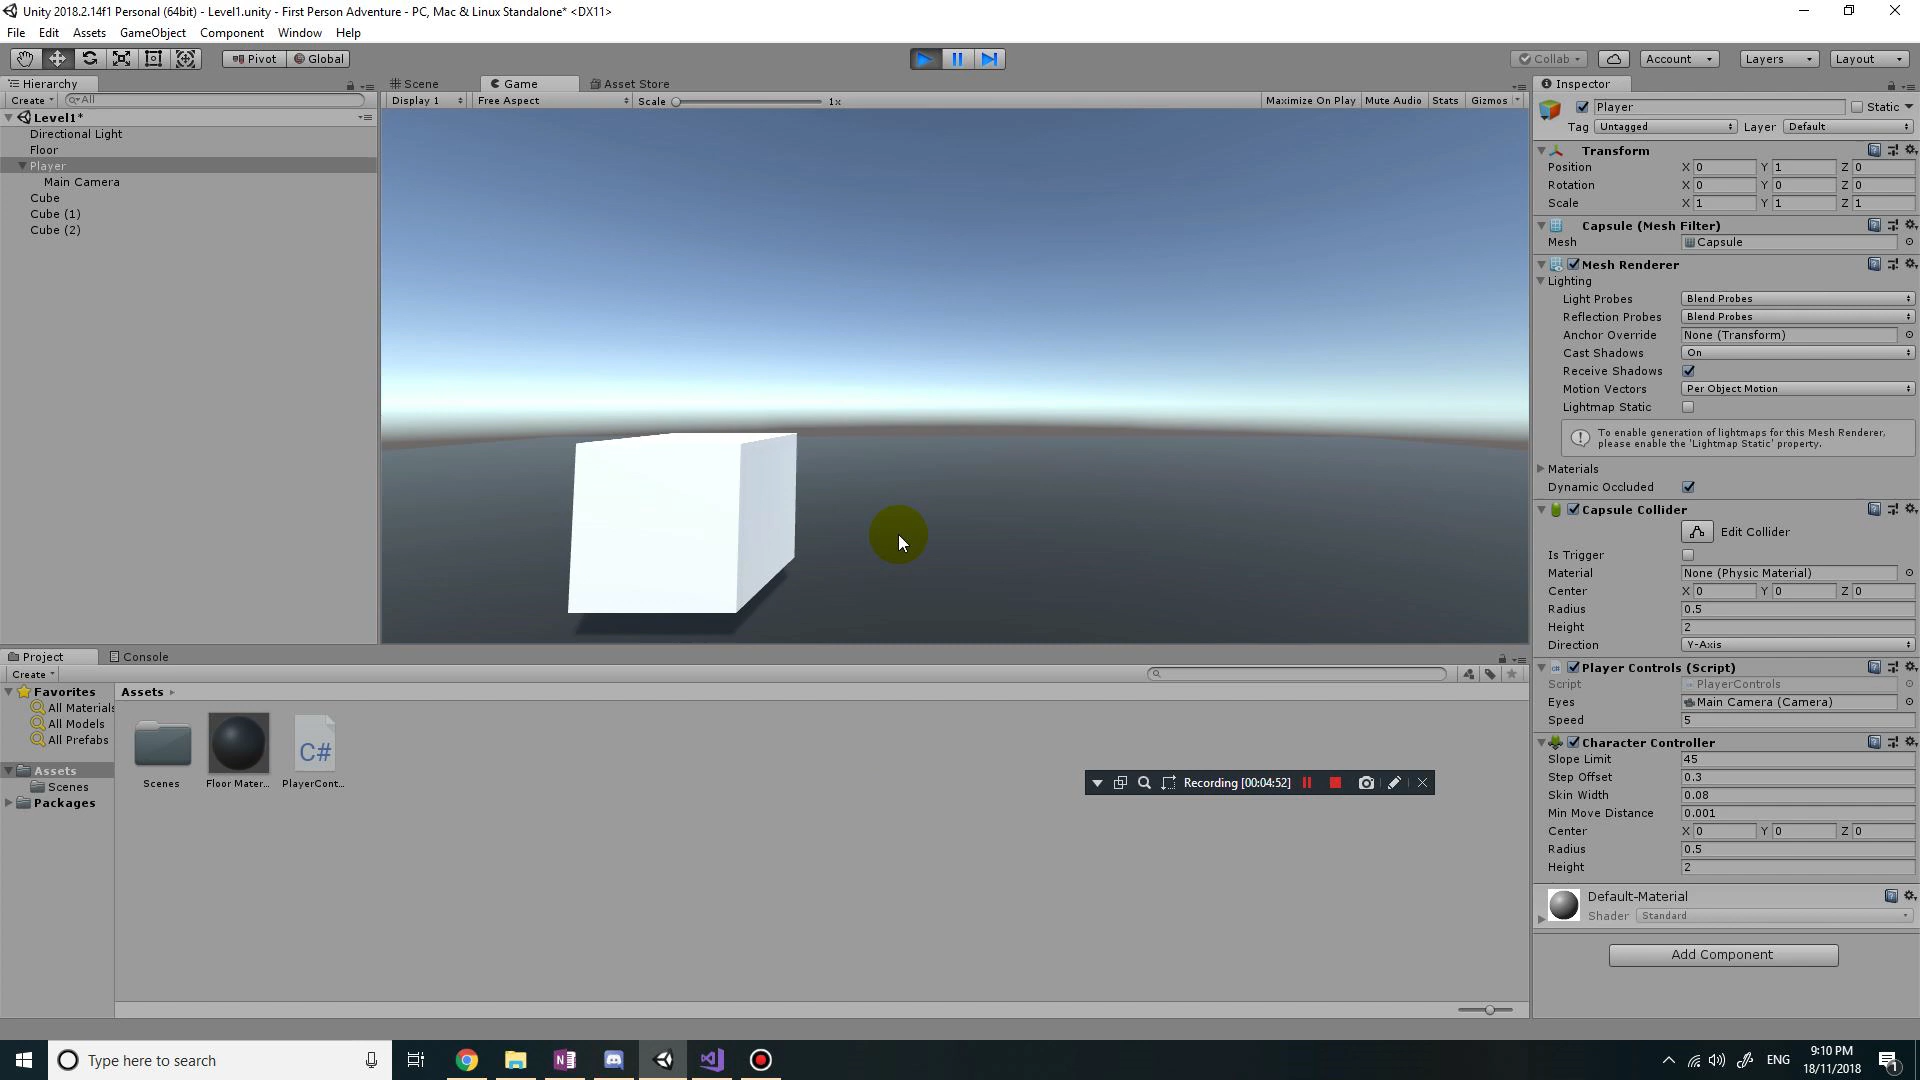 Unity 2018.2.14f1 Personal (64bit) - Level1.unity - First Person Adventure - PC, Mac & Linux Standalone* <DX11>
File Edit Assets GameObject Component Window Help
Pivot Global Collab Account Layers Layout
Hierarchy
Create All
Level1*
Directional Light
Floor
Player
Main Camera
Cube
Cube (1)
Cube (2)
Scene Game Asset Store
Display 1 Free Aspect Scale 1x Maximize On Play Mute Audio Stats Gizmos
Inspector
Player Static
Tag Untagged Layer Default
Transform
Position X 0 Y 1 Z 0
Rotation X 0 Y 0 Z 0
Scale X 1 Y 1 Z 1
Capsule (Mesh Filter)
Mesh Capsule
Mesh Renderer
Lighting
Light Probes Blend Probes
Reflection Probes Blend Probes
Anchor Override None (Transform)
Cast Shadows On
Receive Shadows
Motion Vectors Per Object Motion
Lightmap Static
To enable generation of lightmaps for this Mesh Renderer,
please enable the 'Lightmap Static' property.
Materials
Dynamic Occluded
Capsule Collider
Edit Collider
Is Trigger
Material None (Physic Material)
Center X 0 Y 0 Z 0
Radius 0.5
Height 2
Direction Y-Axis
Player Controls (Script)
Script PlayerControls
Eyes Main Camera (Camera)
Speed 5
Character Controller
Slope Limit 45
Step Offset 0.3
Skin Width 0.08
Min Move Distance 0.001
Center X 0 Y 0 Z 0
Radius 0.5
Height 2
Default-Material
Shader Standard
Add Component
Project Console
Create
Favorites
All Materials
All Models
All Prefabs
Assets
Scenes
Packages
Assets
C#
Scenes Floor Mater... PlayerCont...
Recording [00:04:52]
Type here to search
ENG
9:10 PM
18/11/2018
1